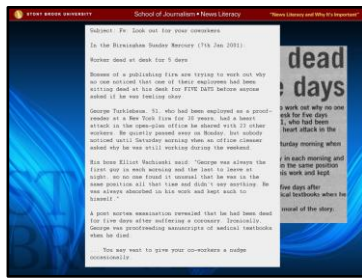 STONY BROOK UNIVERSITY
School of Journalism • News Literacy
"News Literacy and Why It's Important"
Subject: Fw: Look out for your coworkers
In the Birmingham Sunday Mercury (7th Jan 2001):
Worker dead at desk for 5 days
Bosses of a publishing firm are trying to work out why
no one noticed that one of their employees had been
sitting dead at his desk for FIVE DAYS before anyone
asked if he was feeling okay.
George Turklebaum, 51, who had been employed as a proof-
reader at a New York firm for 30 years, had a heart
attack in the open-plan office he shared with 23 other
workers. He quietly passed away on Monday, but nobody
noticed until Saturday morning when an office cleaner
asked why he was still working during the weekend.
His boss Elliot Wachiaski said: "George was always the
first guy in each morning and the last to leave at
night, so no one found it unusual that he was in the
same position all that time and didn't say anything. He
was always absorbed in his work and kept much to
himself."
A post mortem examination revealed that he had been dead
for five days after suffering a coronary. Ironically,
George was proofreading manuscripts of medical textbooks
when he died.
You may want to give your co-workers a nudge
occasionally.
dead
days
work out why no one
desk for five days
, who had been
heart attack in the
turday morning when
in each morning and
n the same position
is work and kept
five days after
ical textbooks when he
moral of the story.